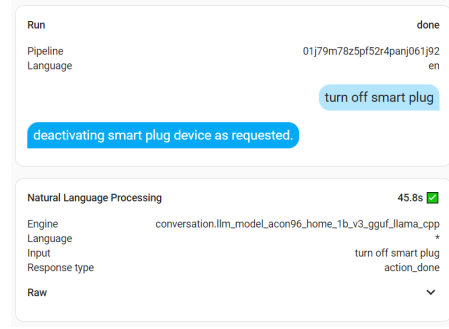 Run done
Pipeline 01j79m78z5pf52r4panj061j92
Language en
turn off smart plug
deactivating smart plug device as requested.
Natural Language Processing 45.8s ✅
Engine conversation.llm_model_acon96_home_1b_v3_gguf_llama_cpp
Language *
Input turn off smart plug
Response type action_done
Raw